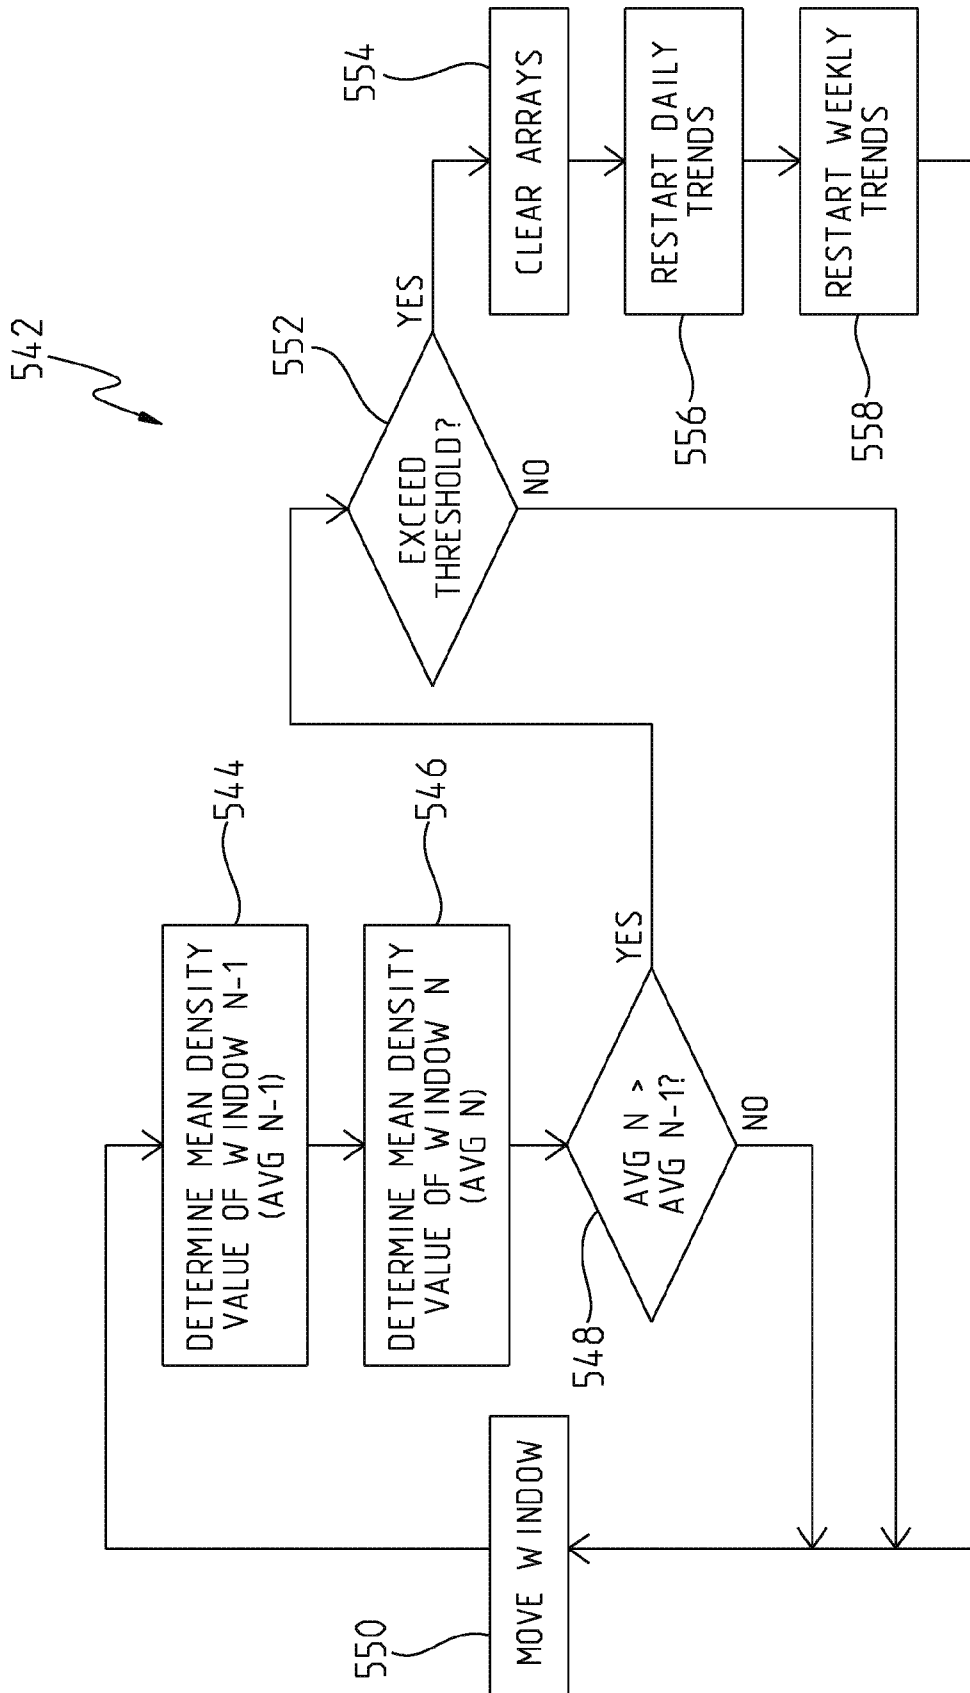 542
544
DETERMINE MEAN DENSITY
VALUE OF WINDOW N-1
(AVG N-1)
546
DETERMINE MEAN DENSITY
VALUE OF WINDOW N
(AVG N)
548
AVG N >
AVG N-1?
YES
NO
550
MOVE WINDOW
552
EXCEED
THRESHOLD?
YES
NO
554
CLEAR ARRAYS
RESTART DAILY
TRENDS
556
RESTART WEEKLY
TRENDS
558